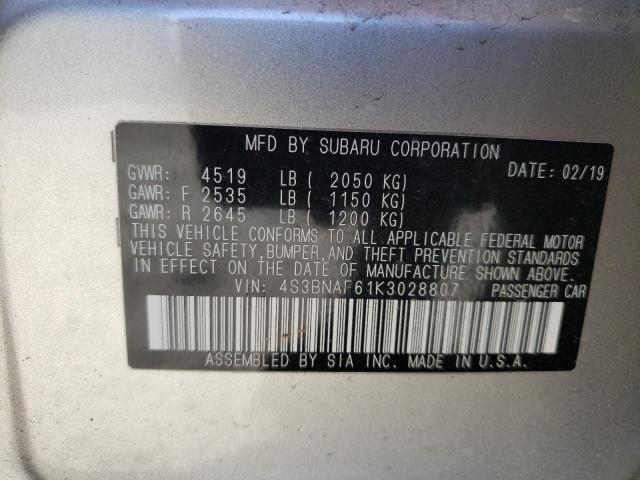 MFD BY SUBARU CORPORATION
DATE: 02/19
GVWR: 4519 LB ( 2050 KG)
GAWR: F 2535 LB ( 1150 KG)
GAWR: R 2645 LB ( 1200 KG)
THIS VEHICLE CONFORMS TO ALL APPLICABLE FEDERAL MOTOR
VEHICLE SAFETY, BUMPER, AND THEFT PREVENTION STANDARDS
IN EFFECT ON THE DATE OF MANUFACTURE SHOWN ABOVE.
VIN: 4S3BNAF61K3028807 PASSENGER CAR
ASSEMBLED BY SIA INC. MADE IN U.S.A.